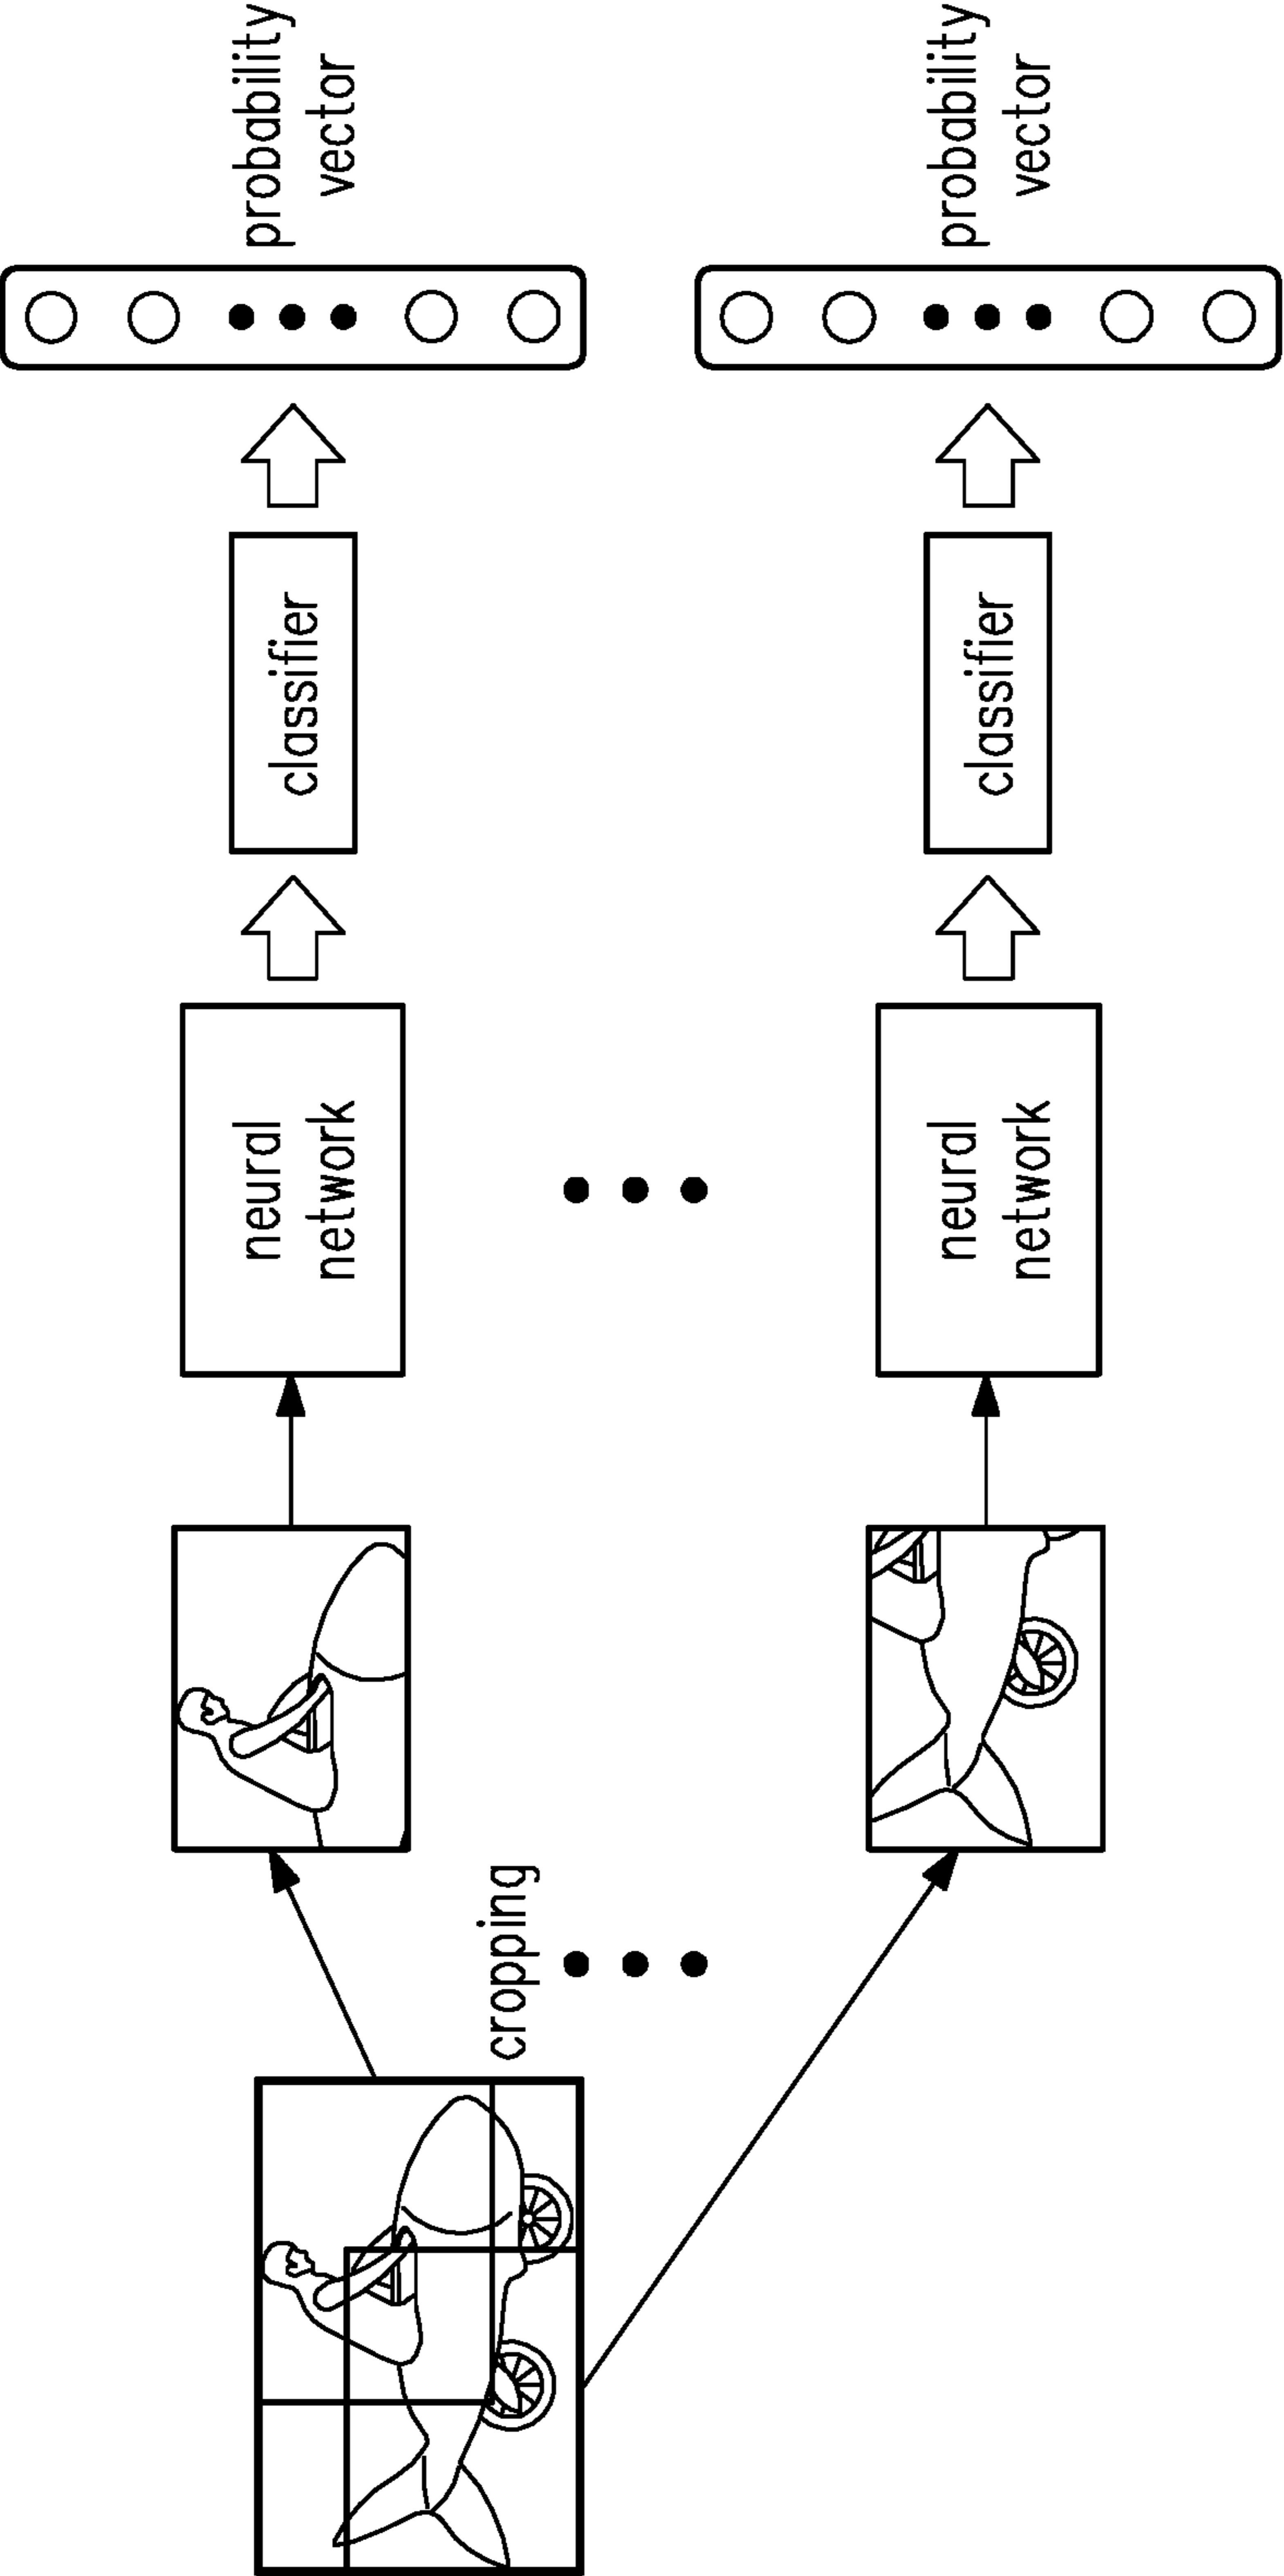 cropping
neural
network
classifier
probability
vector
neural
network
classifier
probability
vector